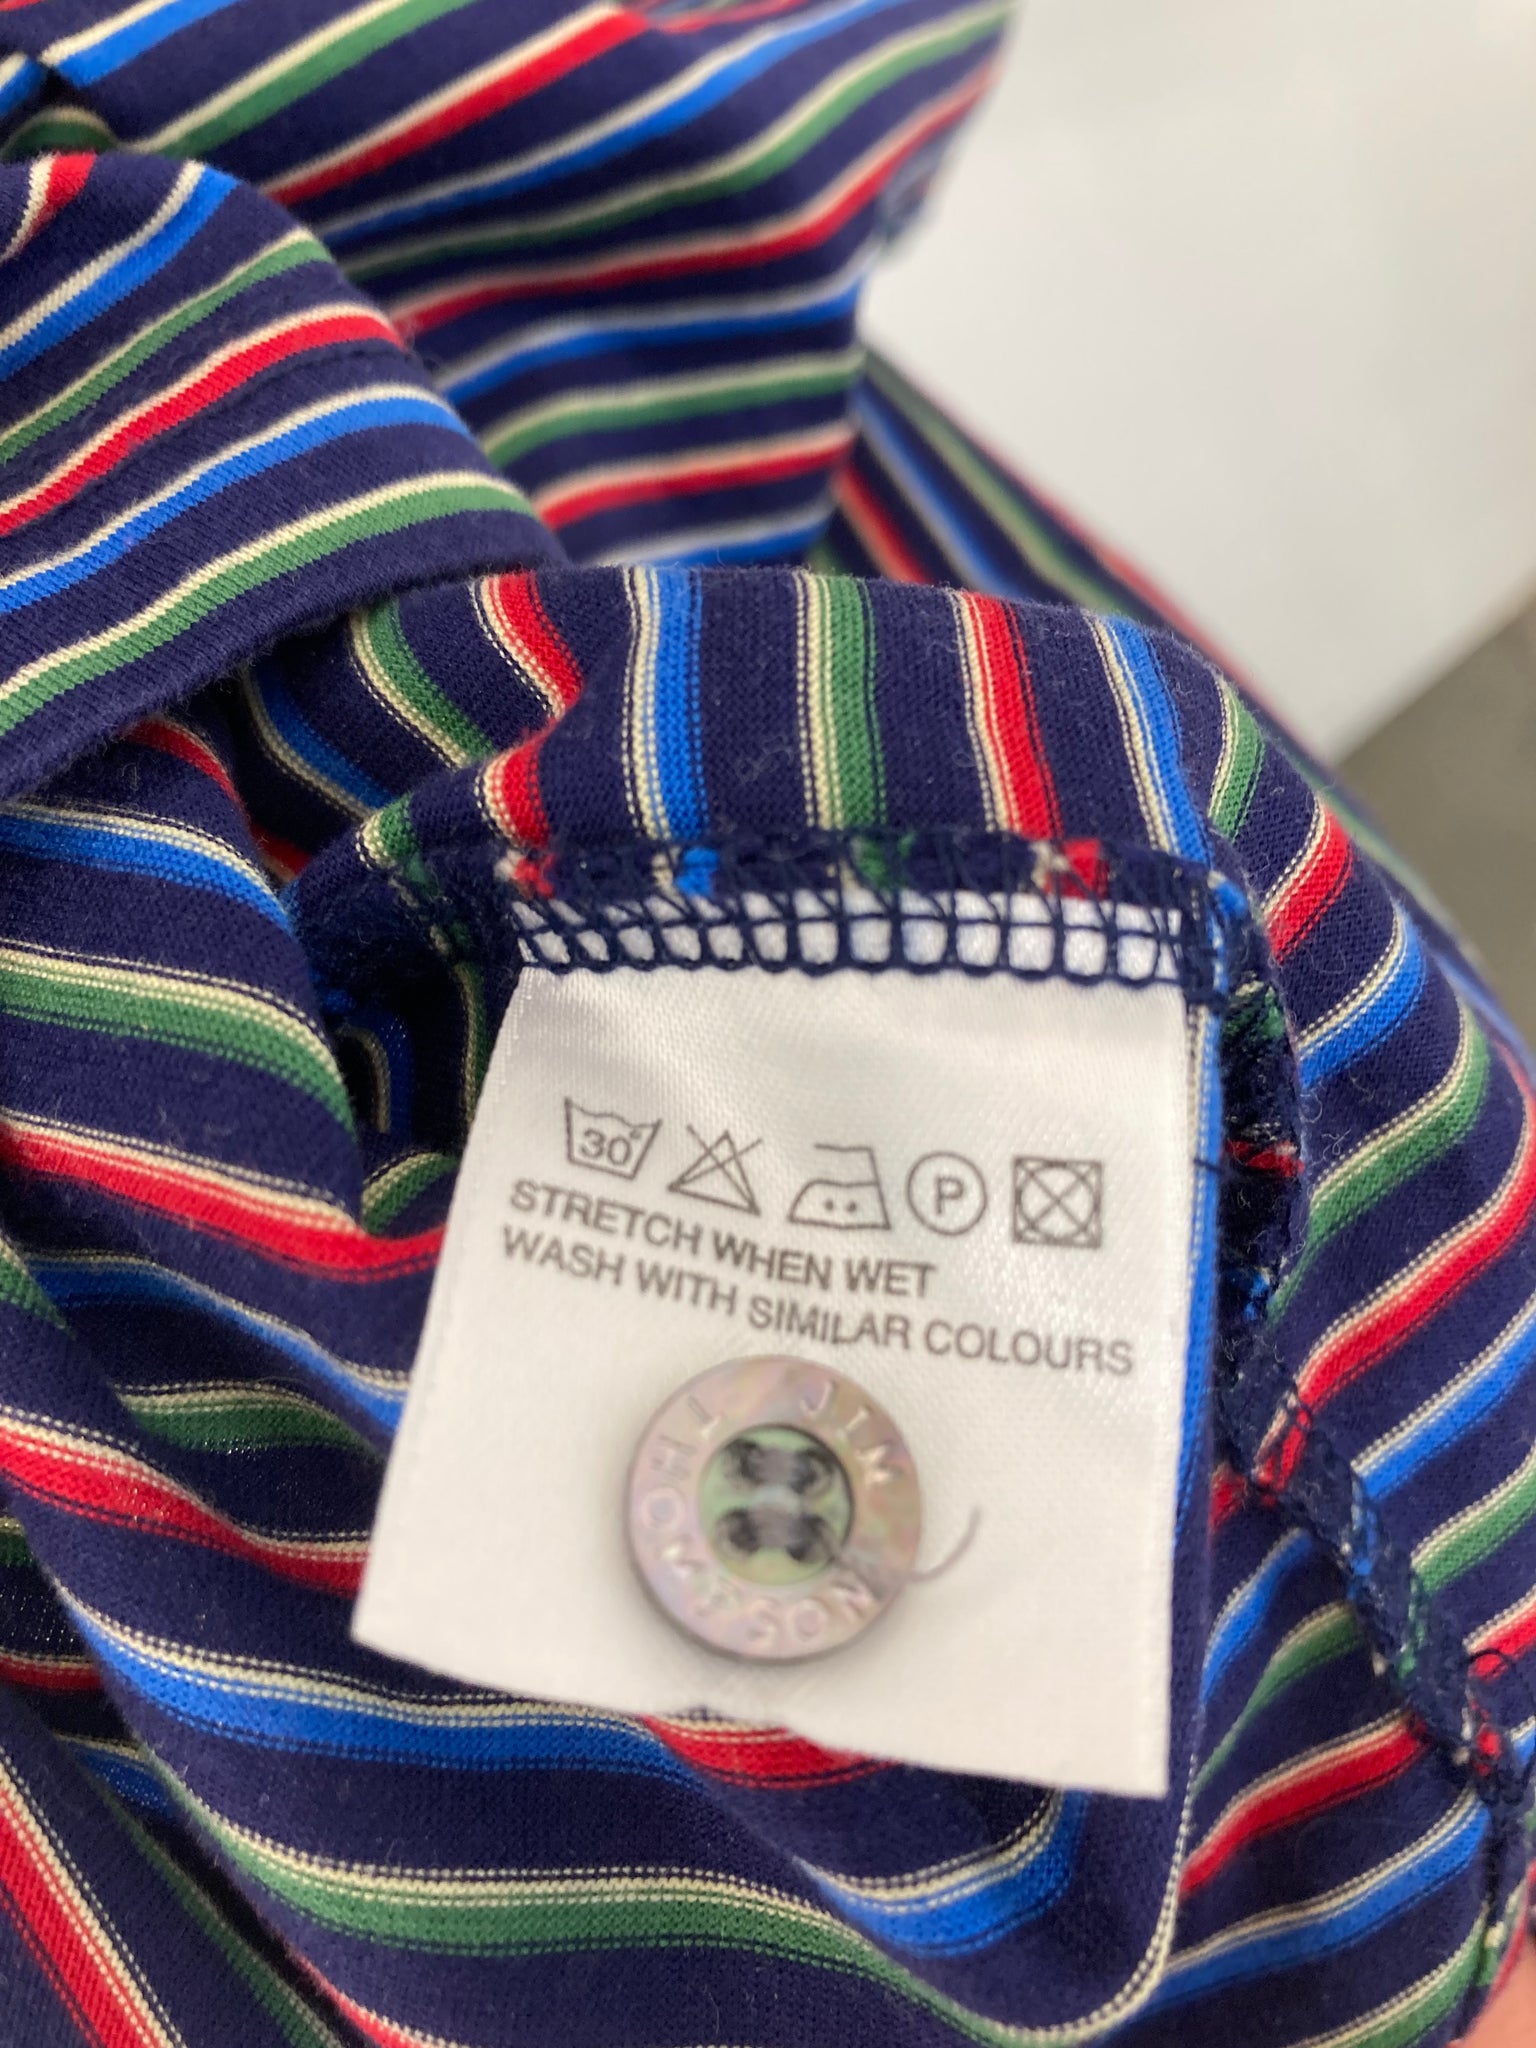 30°
P
STRETCH WHEN WET
WASH WITH SIMILAR COLOURS
JIM THOMPSON